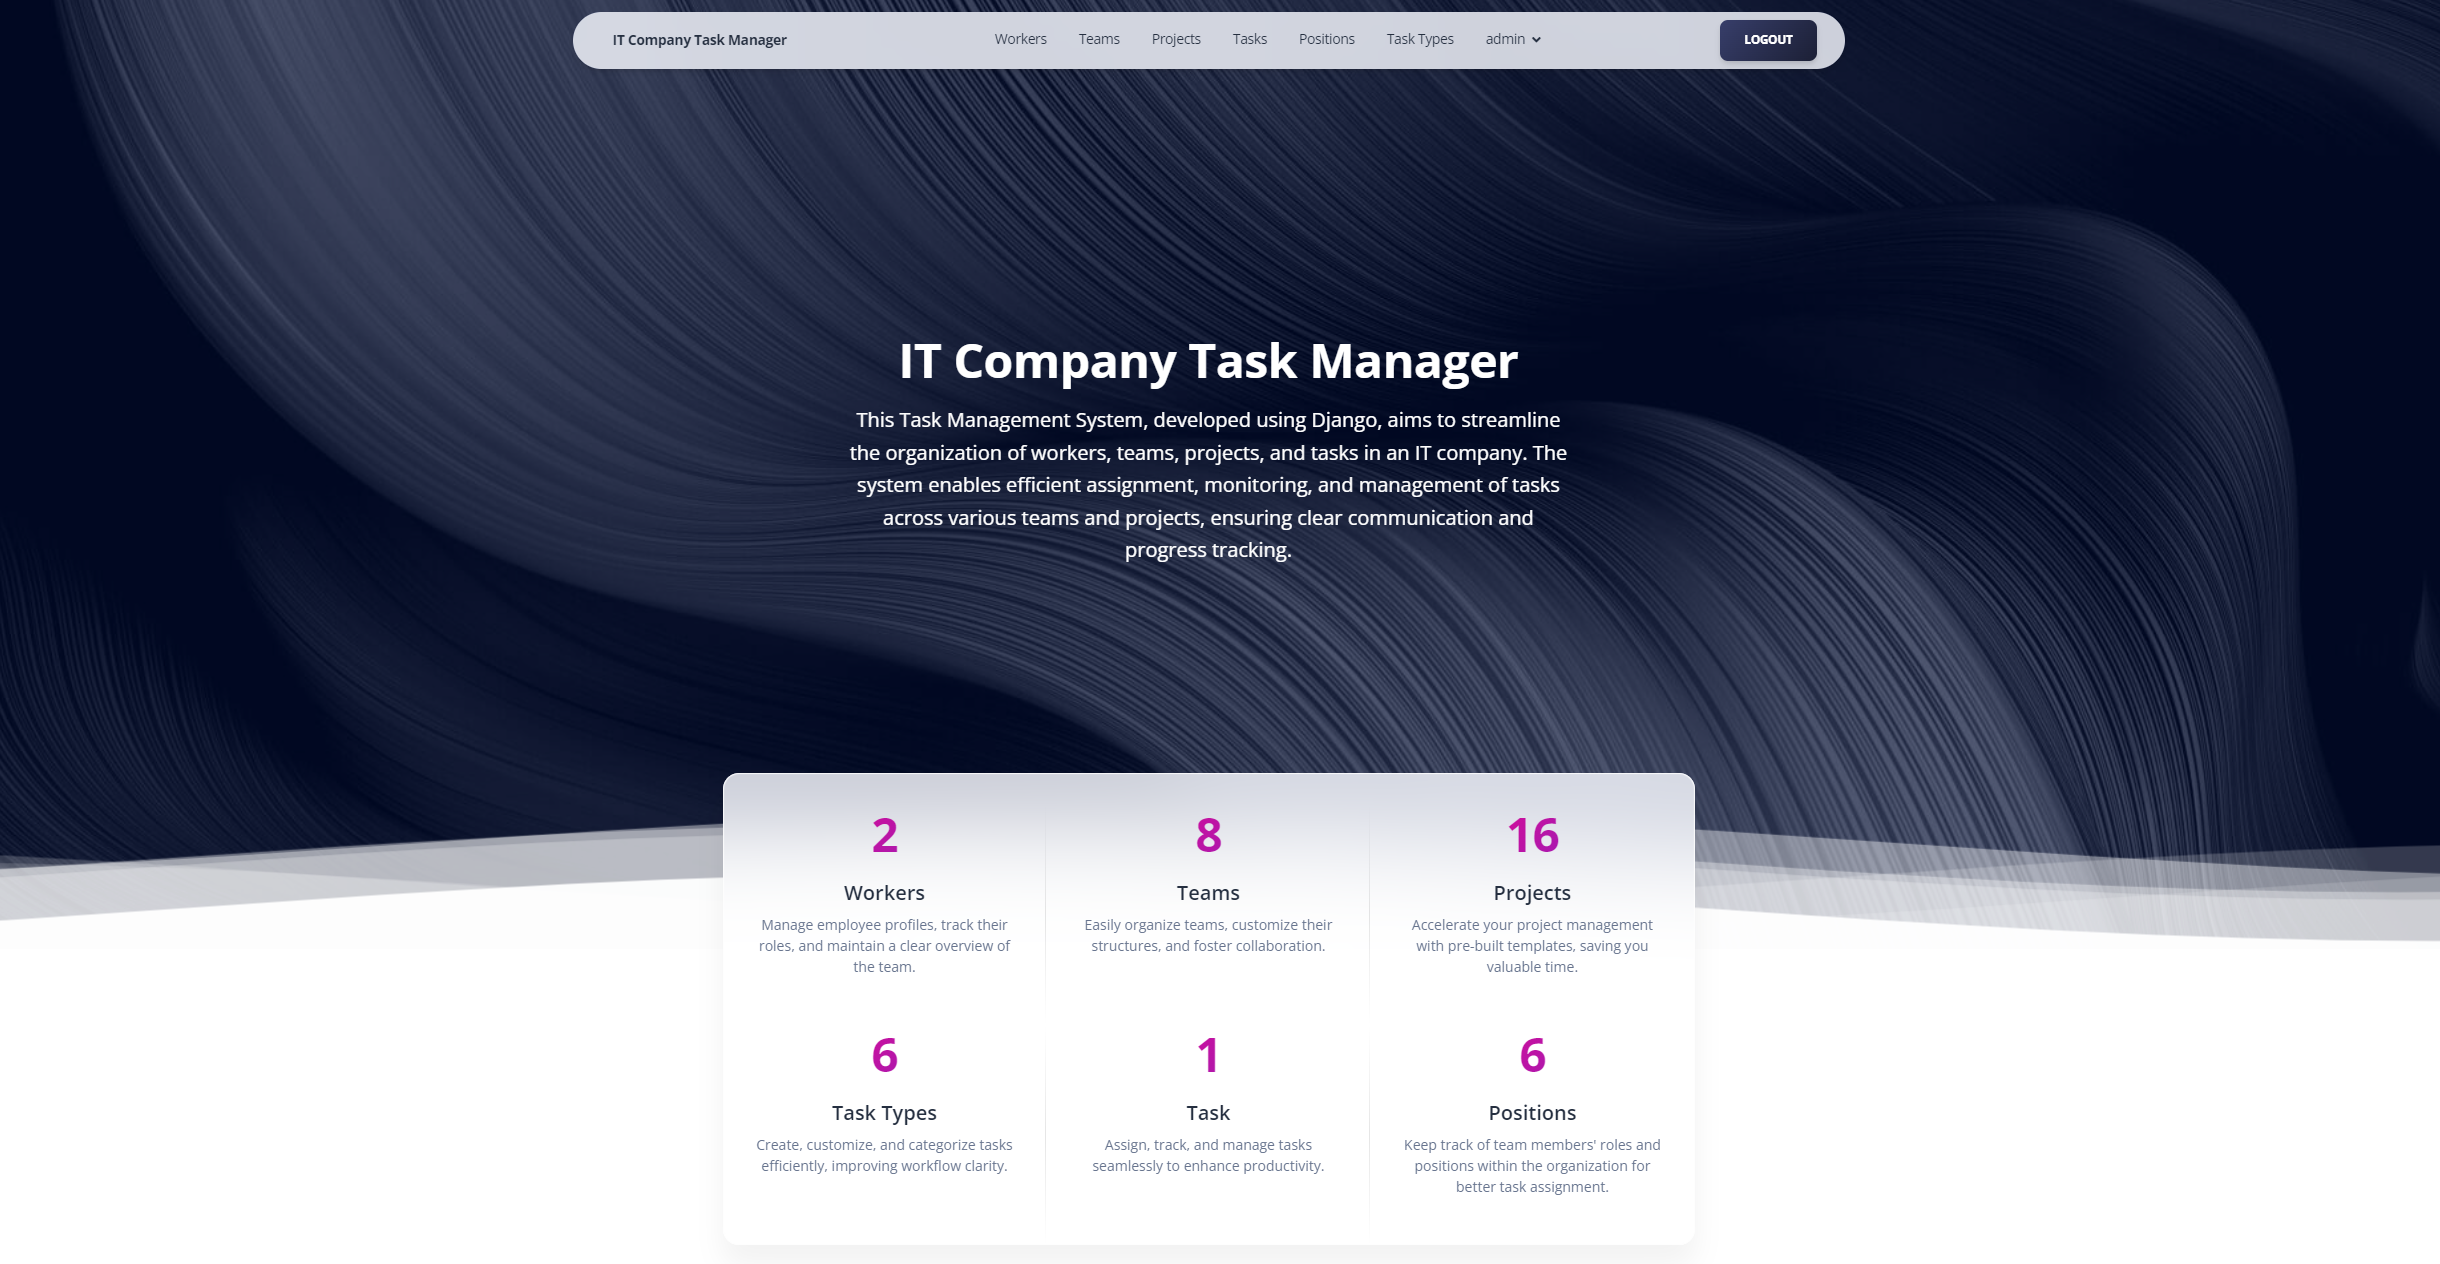 IT Company Task Manager
Workers Teams Projects Tasks Positions Task Types admin
LOGOUT
IT Company Task Manager
This Task Management System, developed using Django, aims to streamline
the organization of workers, teams, projects, and tasks in an IT company. The
system enables efficient assignment, monitoring, and management of tasks
across various teams and projects, ensuring clear communication and
progress tracking.
2
Workers
Manage employee profiles, track their
roles, and maintain a clear overview of
the team.
8
Teams
Easily organize teams, customize their
structures, and foster collaboration.
16
Projects
Accelerate your project management
with pre-built templates, saving you
valuable time.
6
Task Types
Create, customize, and categorize tasks
efficiently, improving workflow clarity.
1
Task
Assign, track, and manage tasks
seamlessly to enhance productivity.
6
Positions
Keep track of team members' roles and
positions within the organization for
better task assignment.